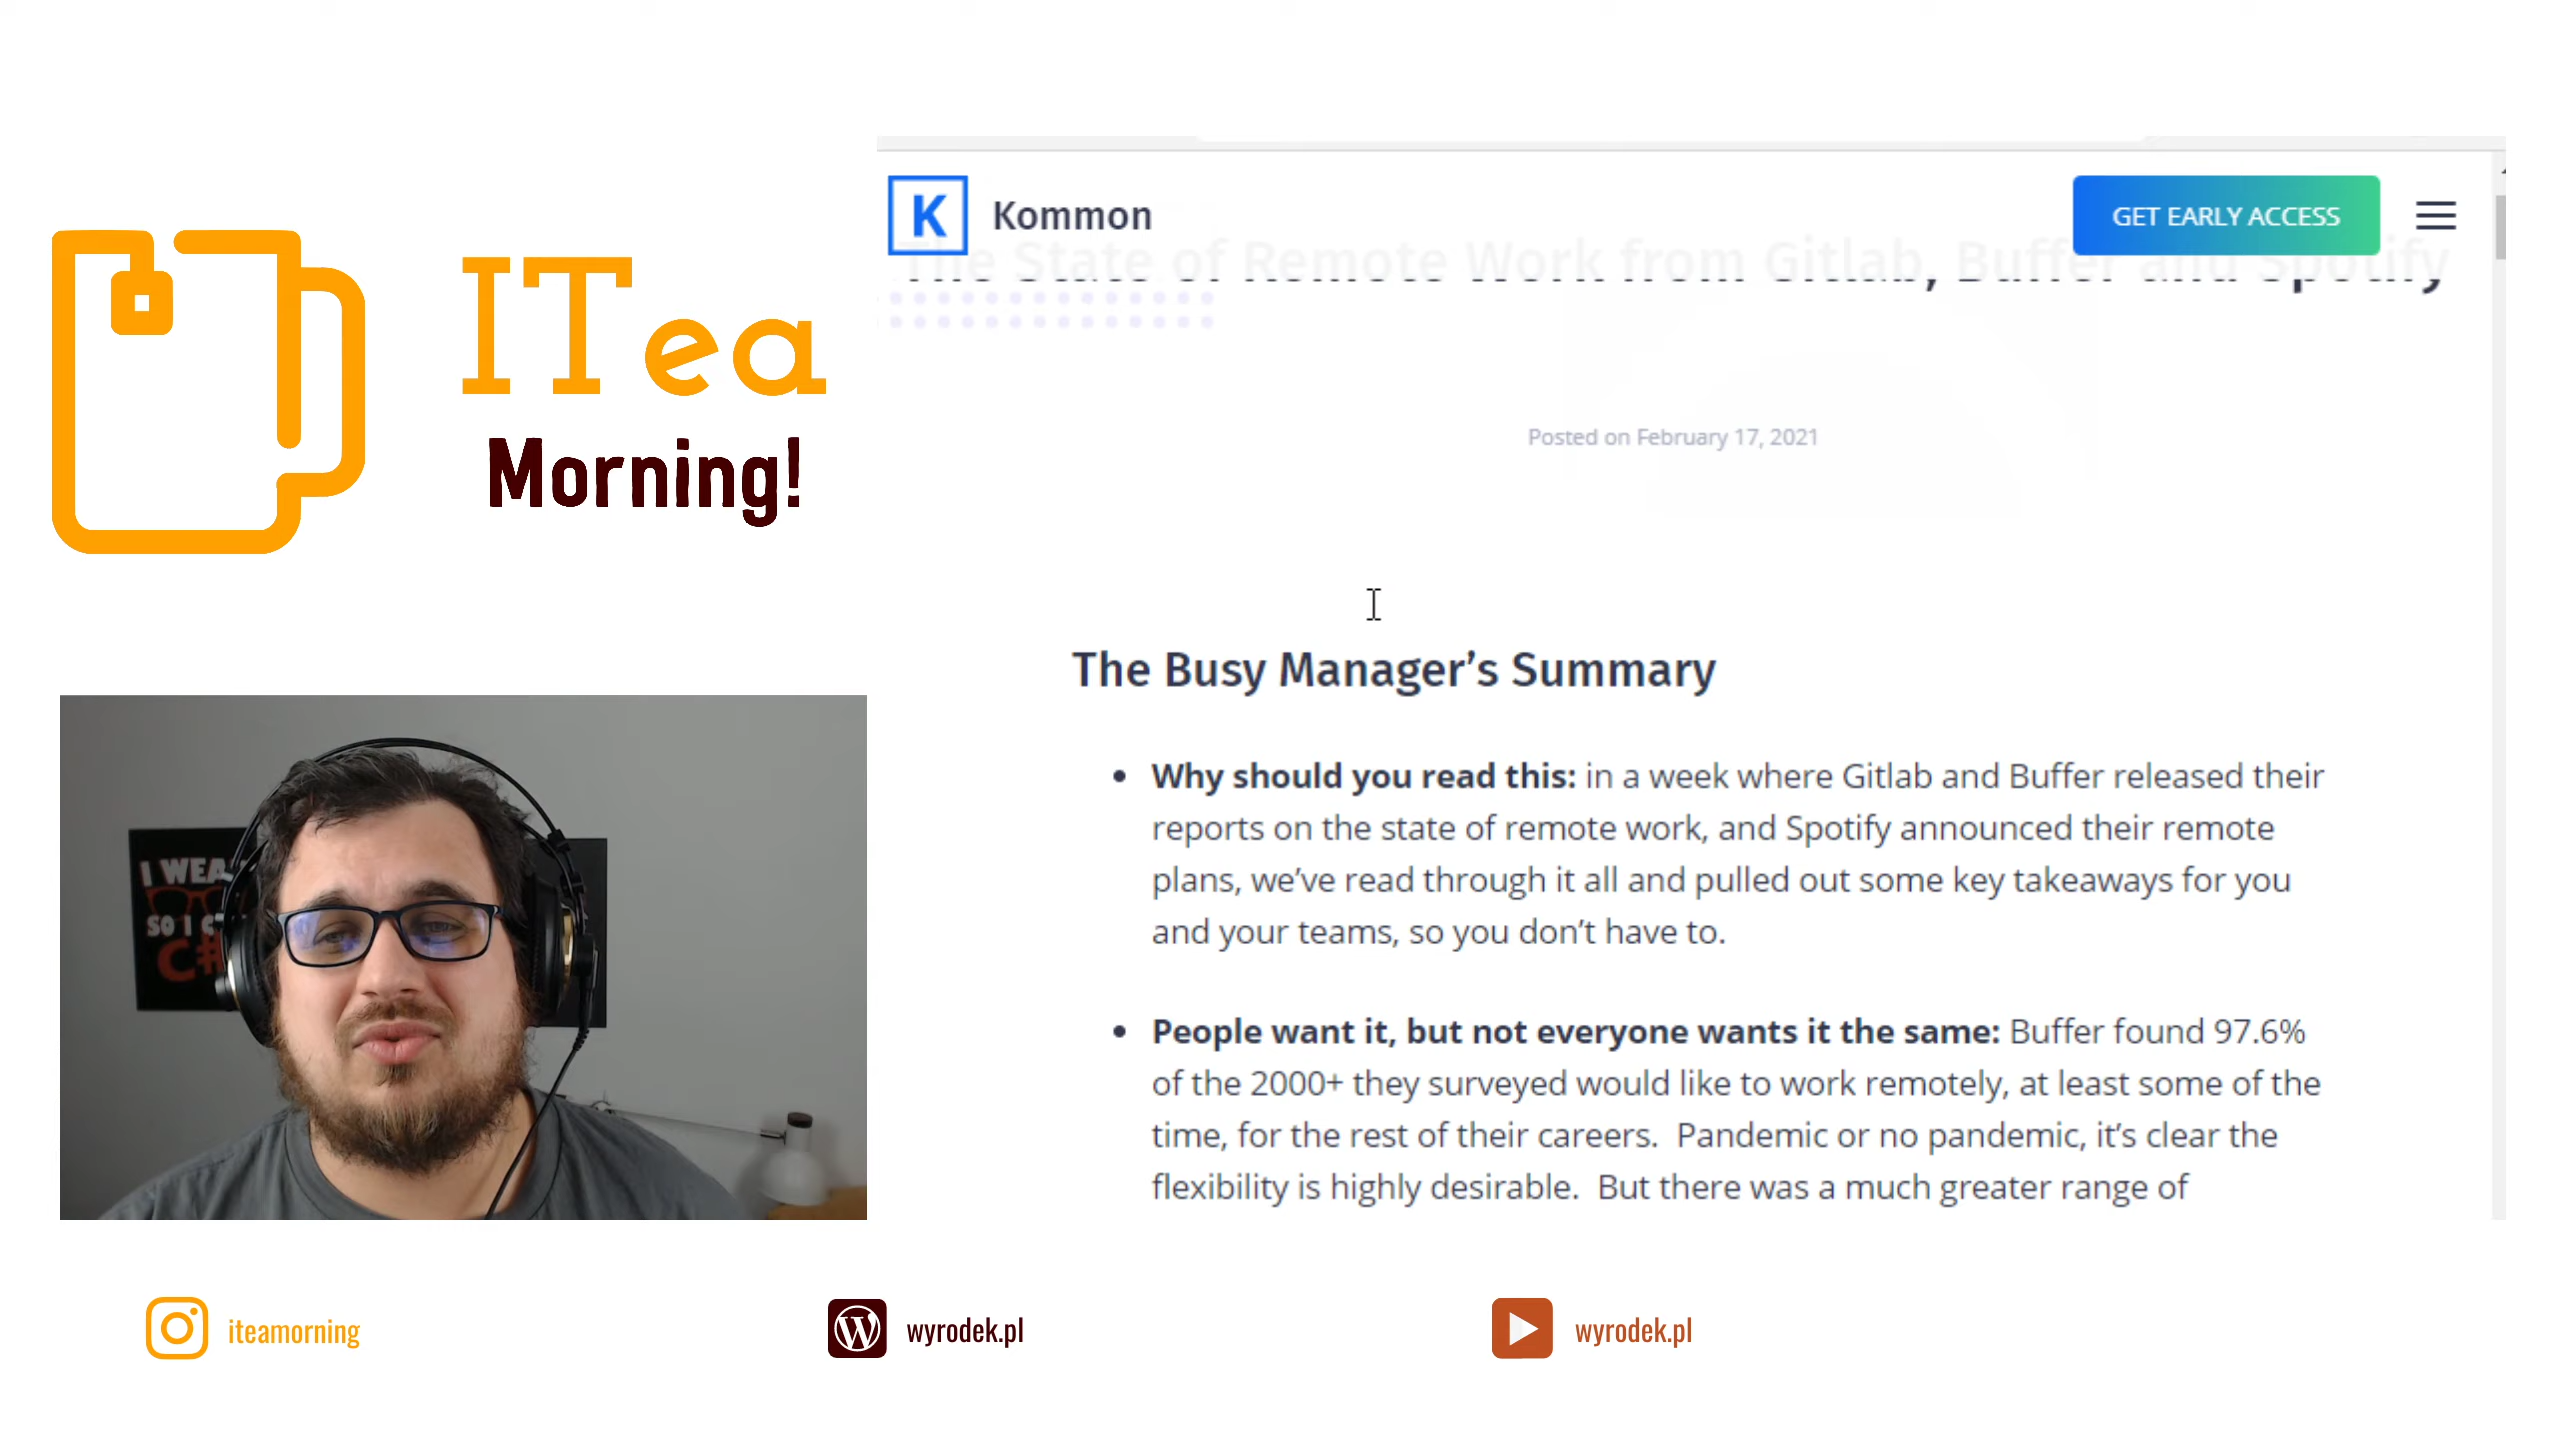 ITea
Morning!
K Kommon
GET EARLY ACCESS
The State of Remote Work from Gitlab, Buffer and Spotify
Posted on February 17, 2021
The Busy Manager’s Summary
• Why should you read this: in a week where Gitlab and Buffer released their
reports on the state of remote work, and Spotify announced their remote
plans, we’ve read through it all and pulled out some key takeaways for you
and your teams, so you don’t have to.
• People want it, but not everyone wants it the same: Buffer found 97.6%
of the 2000+ they surveyed would like to work remotely, at least some of the
time, for the rest of their careers.  Pandemic or no pandemic, it’s clear the
flexibility is highly desirable.  But there was a much greater range of
I WEA
SO I C
C#
iteamorning
wyrodek.pl
wyrodek.pl